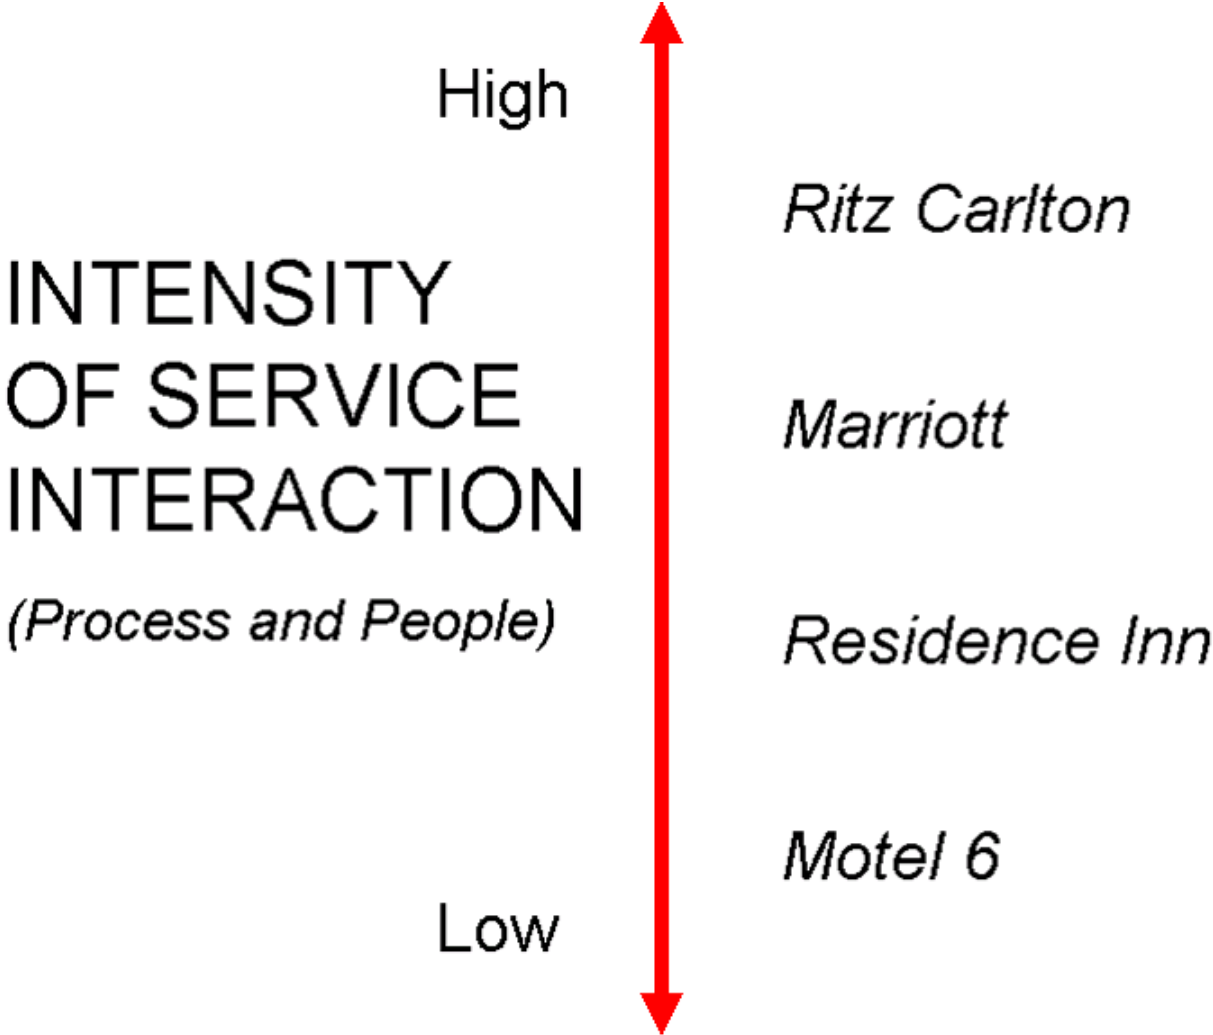 High
Ritz Carlton
INTENSITY
OF SERVICE
INTERACTION
(Process and People)
Marriott
Residence Inn
Motel 6
Low